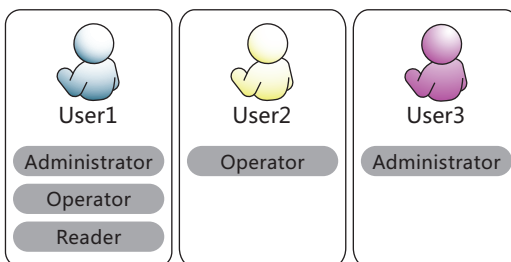 User1
Administrator
Operator
Reader
User2
Operator
User3
Administrator